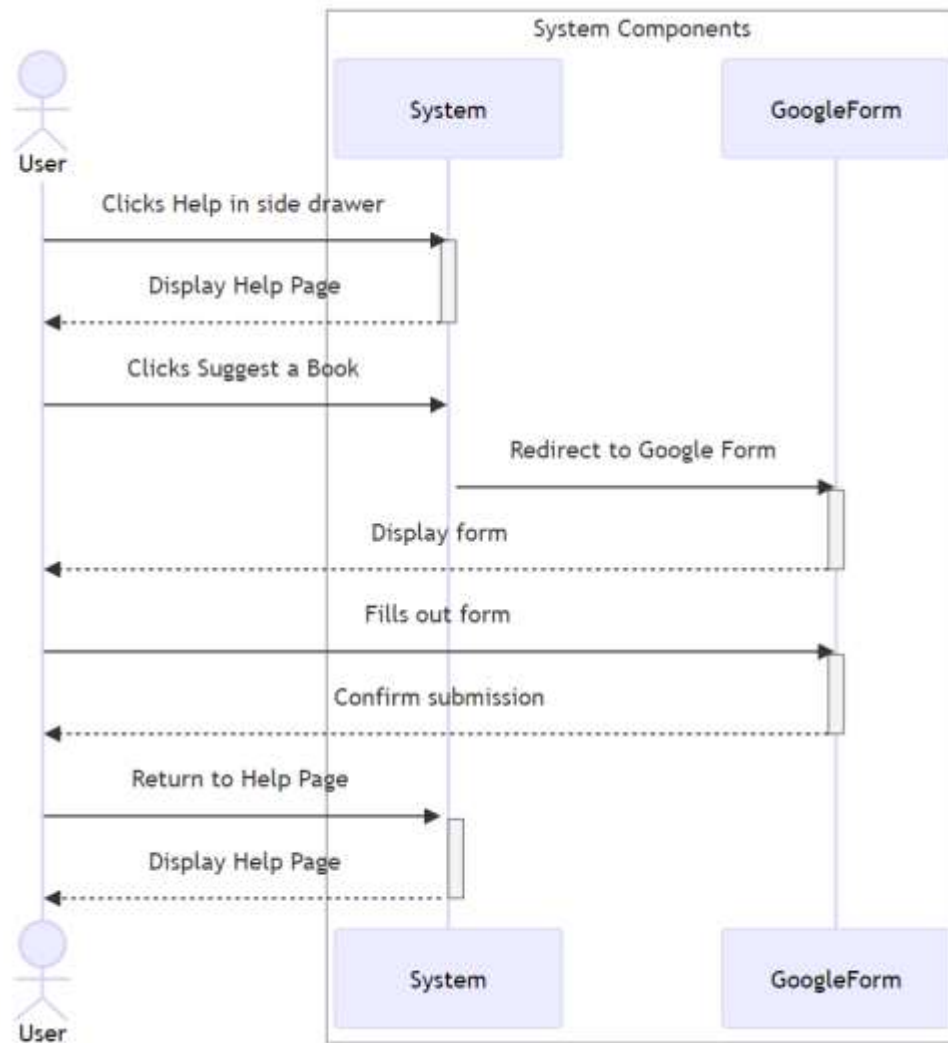 System Components
System
GoogleForm
User
Clicks Help in side drawer
Display Help Page
Clicks Suggest a Book
Redirect to Google Form
Display form
Fills out form
Confirm submission
Return to Help Page
Display Help Page
System
GoogleForm
User